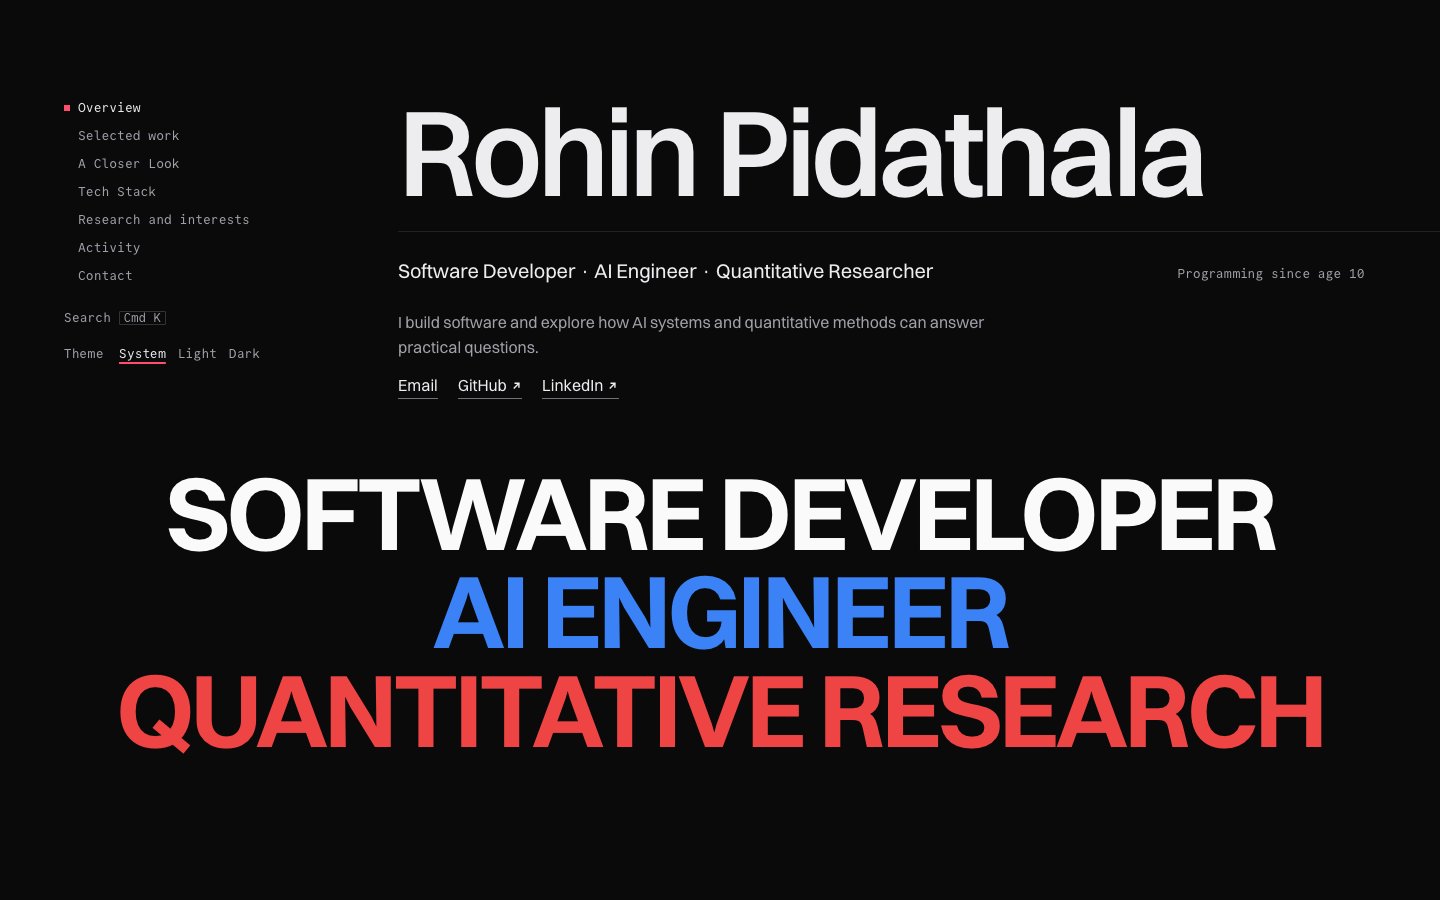 Overview
Selected work
A Closer Look
Tech Stack
Research and interests
Activity
Contact
Search Cmd K
Theme System Light Dark
Rohin Pidathala
Software Developer · AI Engineer · Quantitative Researcher
Programming since age 10
I build software and explore how AI systems and quantitative methods can answer
practical questions.
Email GitHub ↗ LinkedIn ↗
SOFTWARE DEVELOPER
AI ENGINEER
QUANTITATIVE RESEARCH